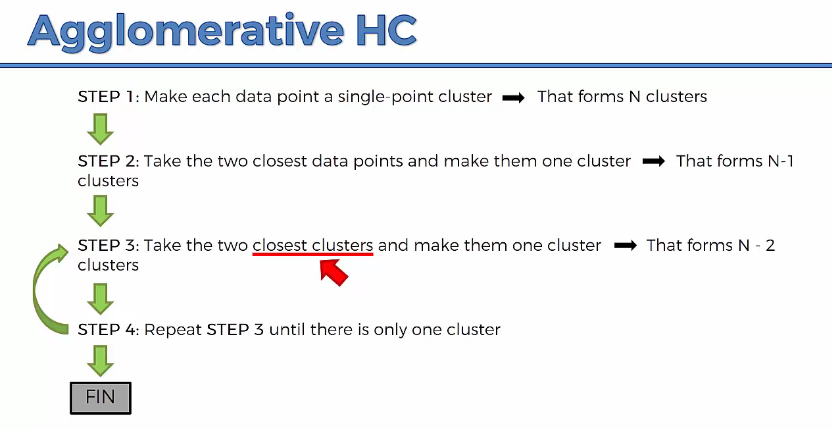 Agglomerative HC
STEP 1: Make each data point a single-point cluster ➡ That forms N clusters
STEP 2: Take the two closest data points and make them one cluster ➡ That forms N-1
clusters
STEP 3: Take the two closest clusters and make them one cluster ➡ That forms N - 2
clusters
STEP 4: Repeat STEP 3 until there is only one cluster
FIN